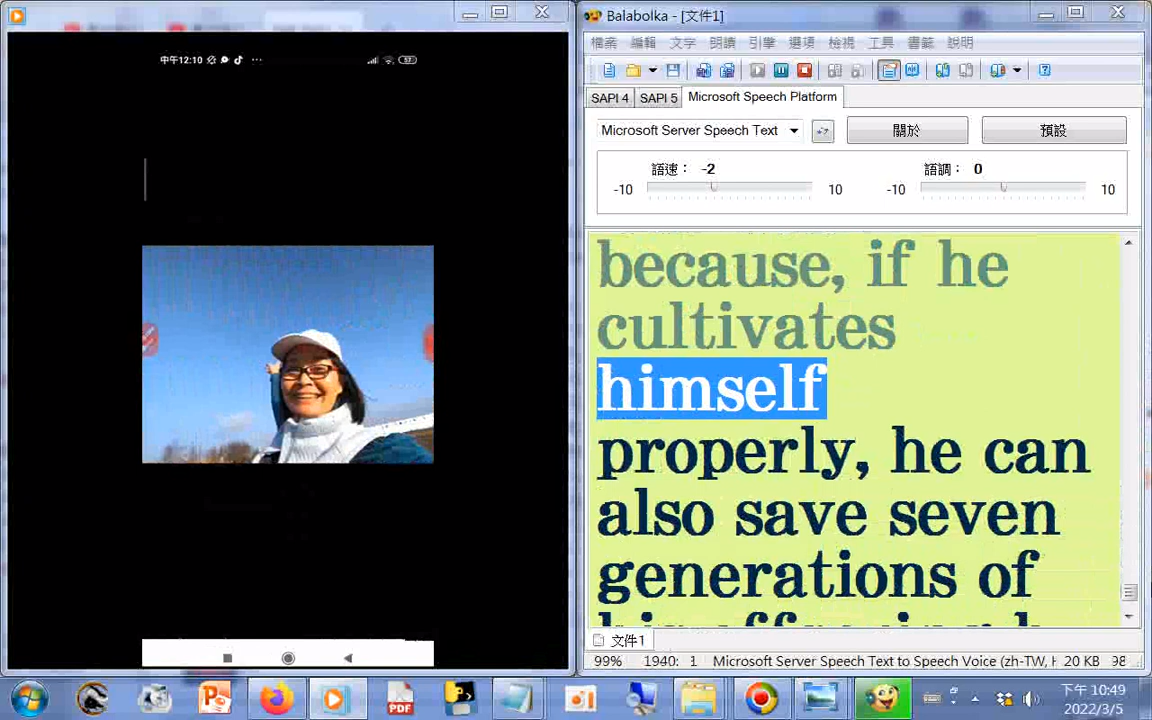 中午12:10
57
Balabolka - [文件1]
檔案 編輯 文字 朗讀 引擎 選項 檢視 工具 書籤 說明
SAPI 4 SAPI 5 Microsoft Speech Platform
Microsoft Server Speech Text 關於 預設
語速： -2 語調： 0
-10 10 -10 10
because, if he
cultivates
himself
properly, he can
also save seven
generations of
文件1
99% 1940: 1 Microsoft Server Speech Text to Speech Voice (zh-TW, 20 KB 98
PDF
下午 10:49
2022/3/5